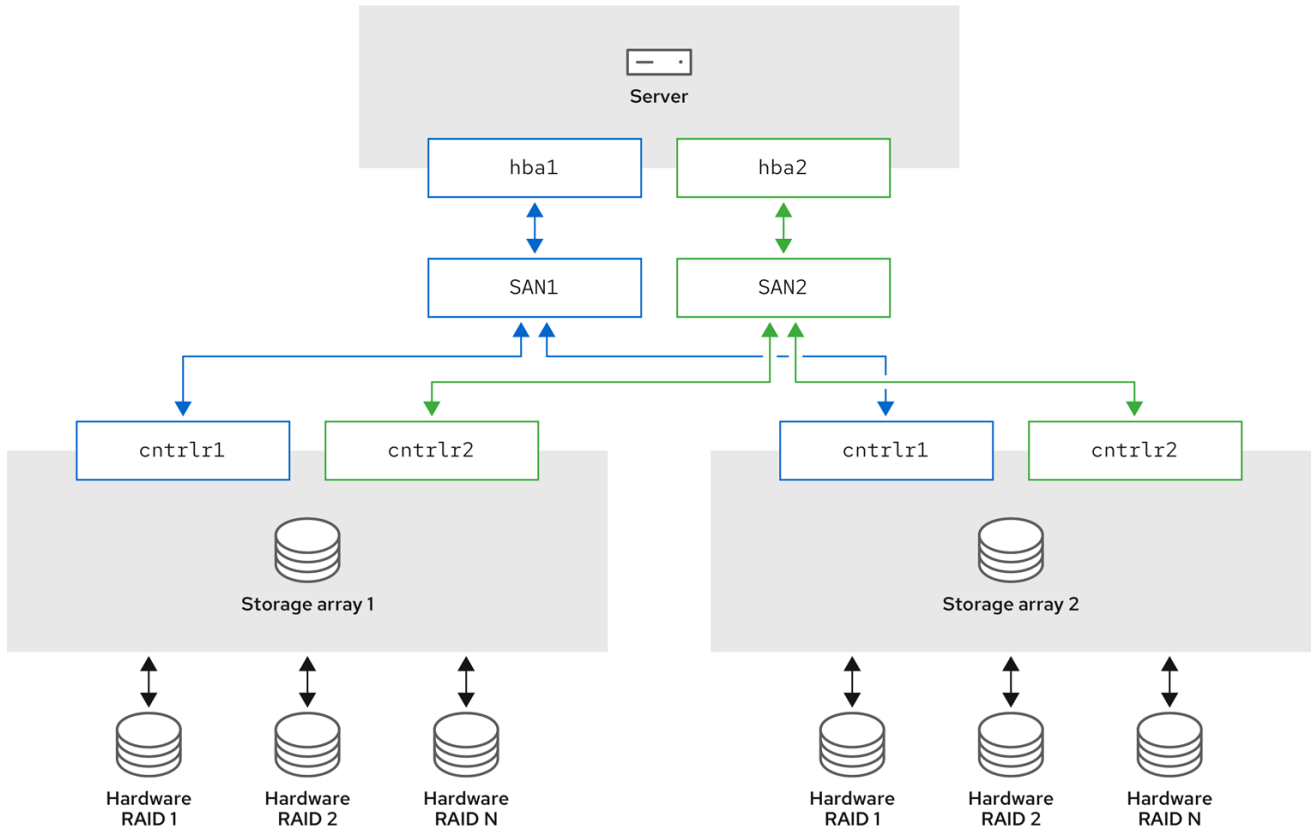 Server
hba1
hba2
SAN1
SAN2
cntrlr1
cntrlr2
cntrlr1
cntrlr2
Storage array 1
Storage array 2
Hardware
RAID 1
Hardware
RAID 2
Hardware
RAID N
Hardware
RAID 1
Hardware
RAID 2
Hardware
RAID N